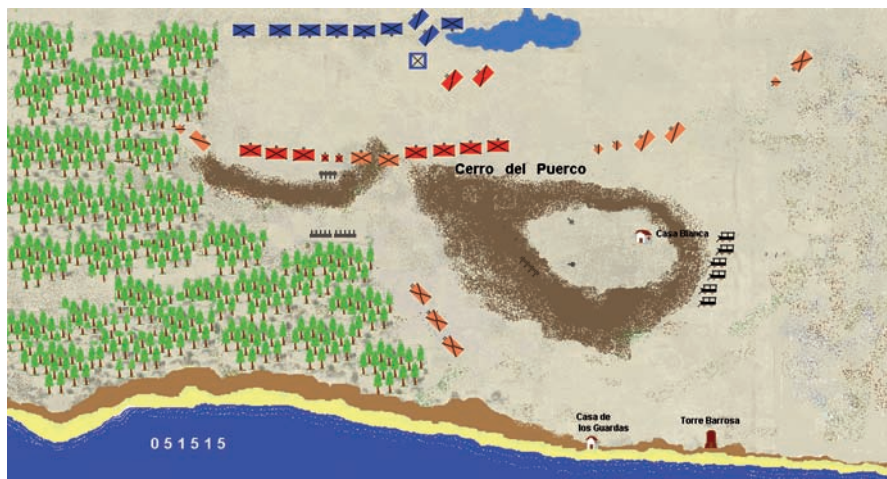 Cerro del Puerco
Casa Blanca
Casa de
los Guardas
Torre Barrosa
051515